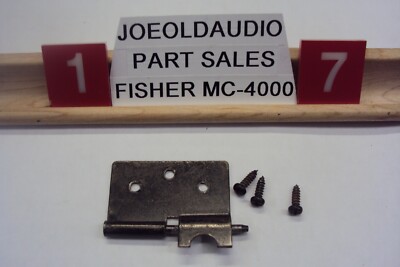 JOEOLDAUDIO
1 PART SALES 7
FISHER MC-4000